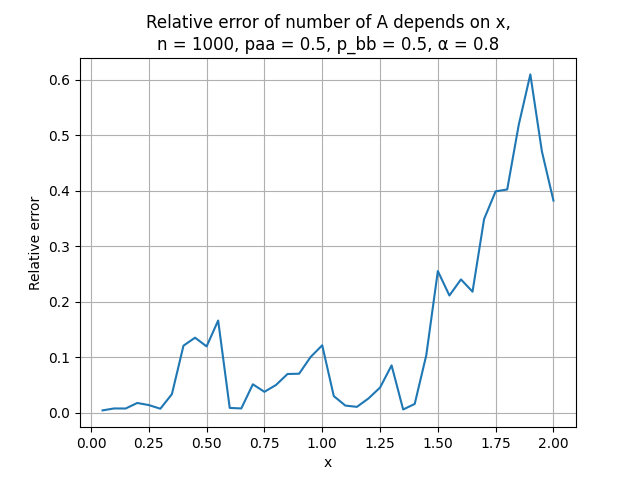 Relative error of number of A depends on x,
n = 1000, paa = 0.5, p_bb = 0.5, α = 0.8
0.6
0.5
0.4
0.3
0.2
0.1
0.0
Relative error
0.00 0.25 0.50 0.75 1.00 1.25 1.50 1.75 2.00
x